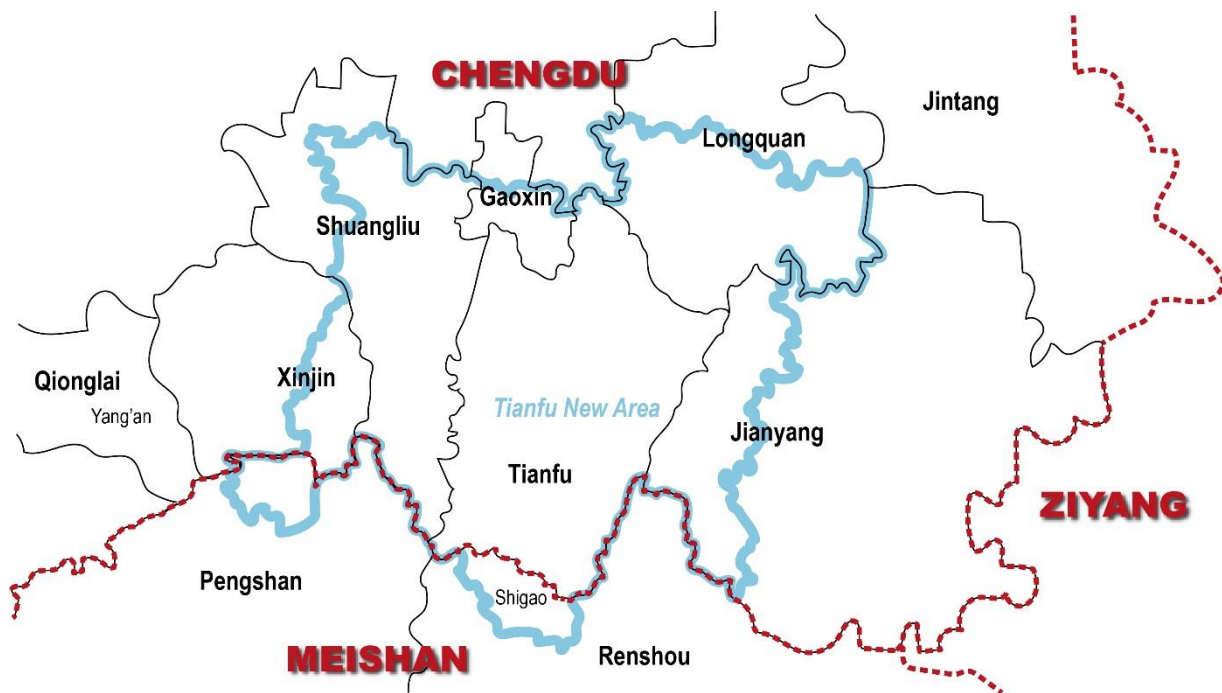 CHENGDU
Jintang
Longquan
Gaoxin
Shuangliu
Qionglai
Xinjin
Yang'an
Tianfu New Area
Jianyang
Tianfu
ZIYANG
Pengshan
Shigao
MEISHAN
Renshou